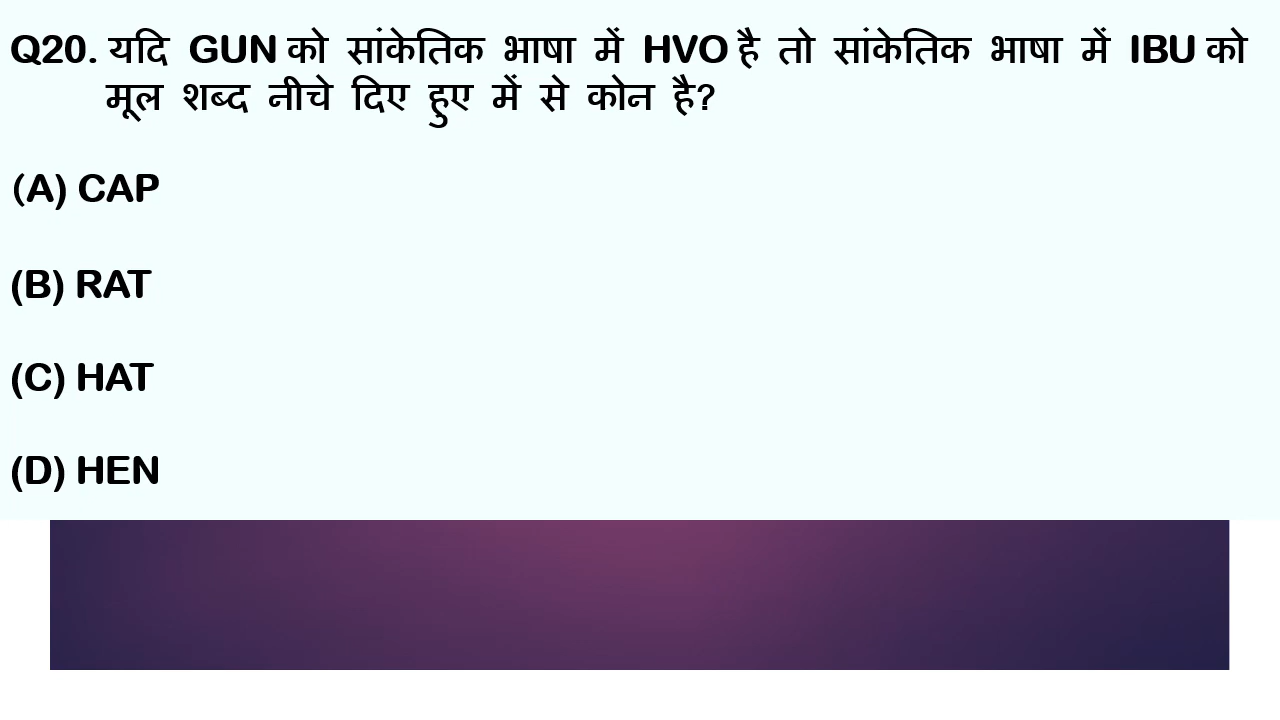 Q20. यदि GUN को सांकेतिक भाषा में HVO है तो सांकेतिक भाषा में IBU को
मूल शब्द नीचे दिए हुए में से कोन है?
(A) CAP
(B) RAT
(C) HAT
(D) HEN